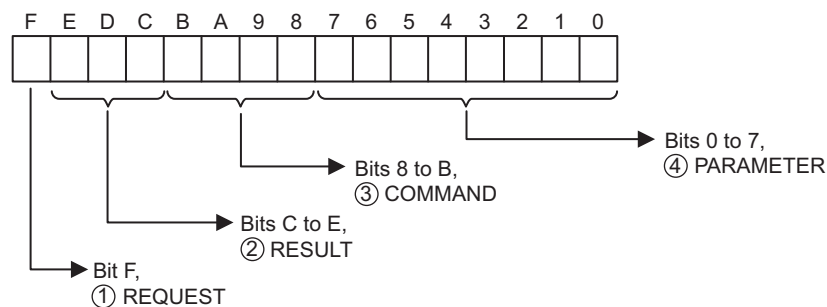 F E D C B A 9 8 7 6 5 4 3 2 1 0
Bits 0 to 7,
④ PARAMETER
Bits 8 to B,
③ COMMAND
Bits C to E,
② RESULT
Bit F,
① REQUEST